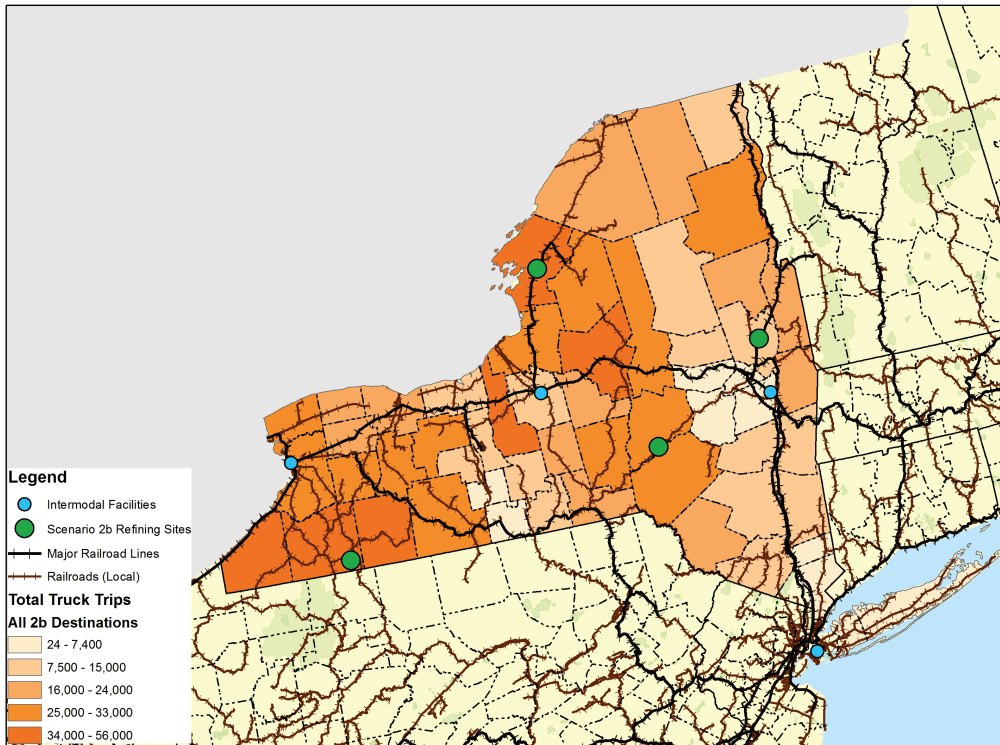 Legend
Intermodal Facilities
Scenario 2b Refining Sites
Major Railroad Lines
Railroads (Local)
Total Truck Trips
All 2b Destinations
24 - 7,400
7,500 - 15,000
16,000 - 24,000
25,000 - 33,000
34,000 - 56,000